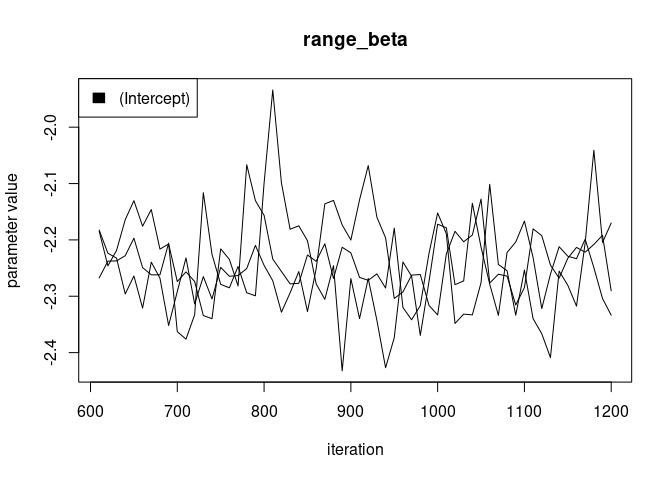 range_beta
(Intercept)
parameter value
-2.0
-2.1
-2.2
-2.3
-2.4
600 700 800 900 1000 1100 1200
iteration